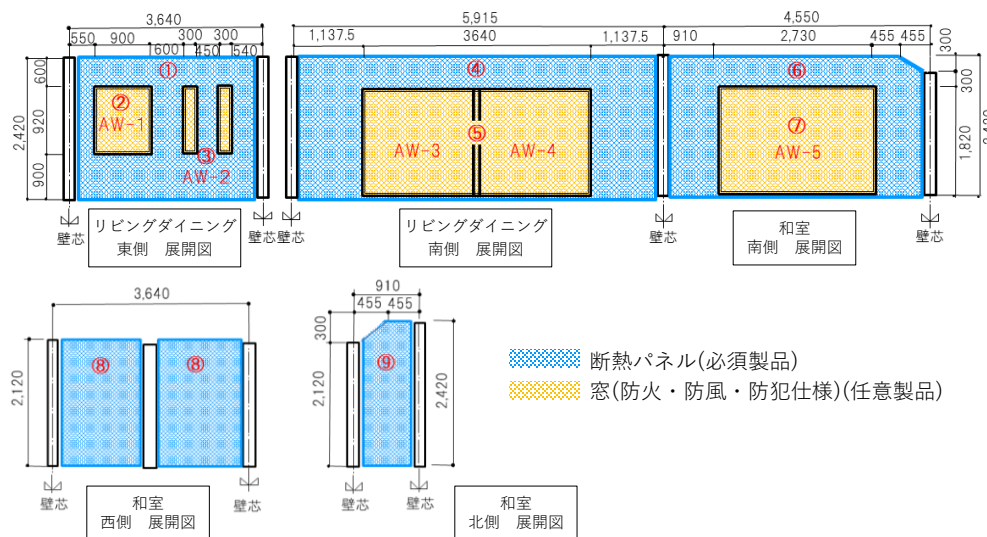 3,640
550 900 600 300 450 300 540
2,420
600
920
900
①
②
AW-1
③
AW-2
壁芯
壁芯
リビングダイニング
東側 展開図
5,915
1,137.5 3640 1,137.5
④
⑤
AW-3
AW-4
壁芯
リビングダイニング
南側 展開図
4,550
910 2,730 455 455
300
300
1,820
⑥
⑦
AW-5
壁芯
壁芯
和室
南側 展開図
3,640
2,120
⑧
⑧
壁芯
壁芯
和室
西側 展開図
910
455 455
300
2,120
2,420
⑨
壁芯
壁芯
和室
北側 展開図
断熱パネル(必須製品)
窓(防火・防風・防犯仕様)(任意製品)